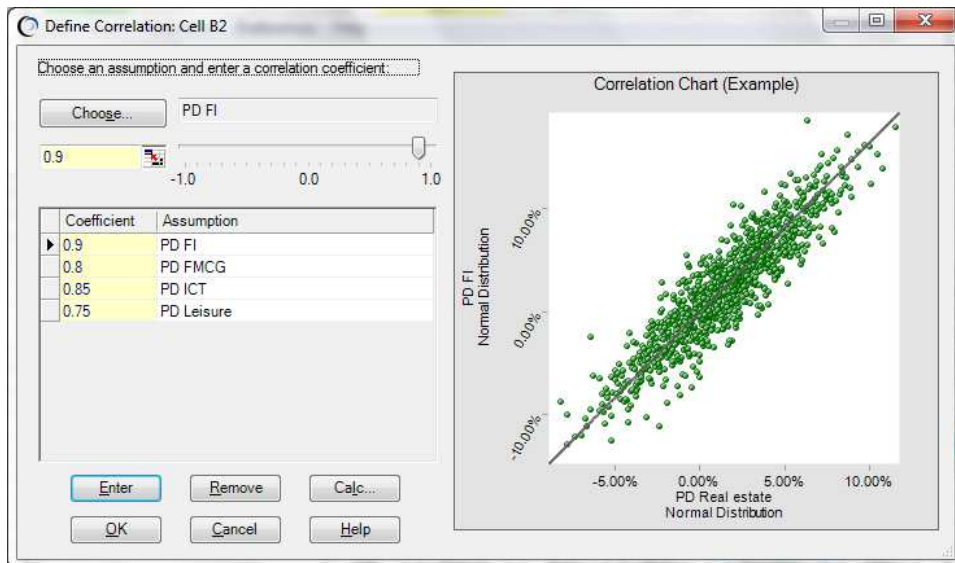 Define Correlation: Cell B2
Choose an assumption and enter a correlation coefficient:
Choose... PD FI
0.9
-1.0 0.0 1.0
Coefficient Assumption
0.9 PD FI
0.8 PD FMCG
0.85 PD ICT
0.75 PD Leisure
Enter Remove Calc...
OK Cancel Help
Correlation Chart (Example)
PD FI
Normal Distribution
10.00%
0.00%
-10.00%
-5.00% 0.00% 5.00% 10.00%
PD Real estate
Normal Distribution